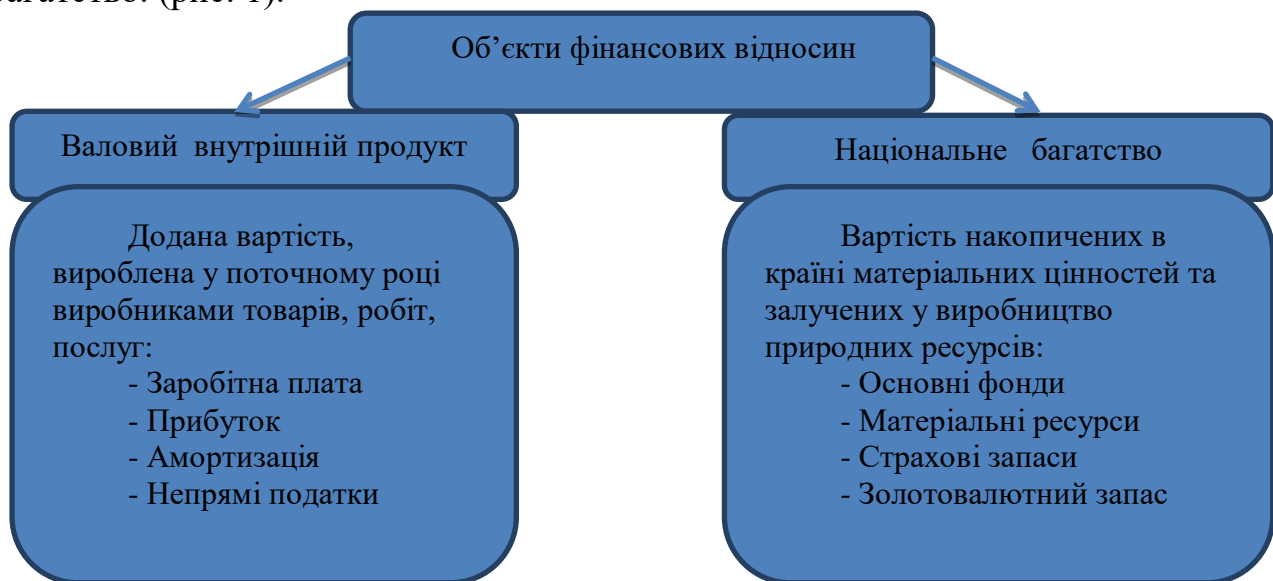 багатство. (рис. 1).
Об’єкти фінансових відносин
Валовий внутрішній продукт
Національне багатство
Додана вартість,
вироблена у поточному році
виробниками товарів, робіт,
послуг:
- Заробітна плата
- Прибуток
- Амортизація
- Непрямі податки
Вартість накопичених в
країні матеріальних цінностей та
залучених у виробництво
природних ресурсів:
- Основні фонди
- Матеріальні ресурси
- Страхові запаси
- Золотовалютний запас